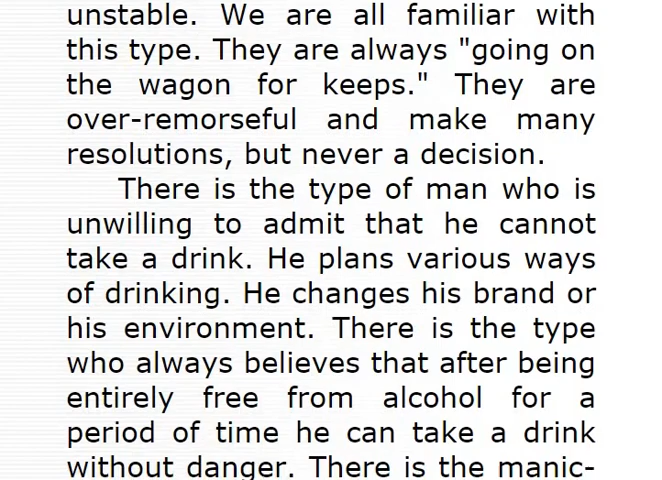 unstable. We are all familiar with
this type. They are always "going on
the wagon for keeps." They are
over-remorseful and make many
resolutions, but never a decision.
There is the type of man who is
unwilling to admit that he cannot
take a drink. He plans various ways
of drinking. He changes his brand or
his environment. There is the type
who always believes that after being
entirely free from alcohol for a
period of time he can take a drink
without danger. There is the manic-